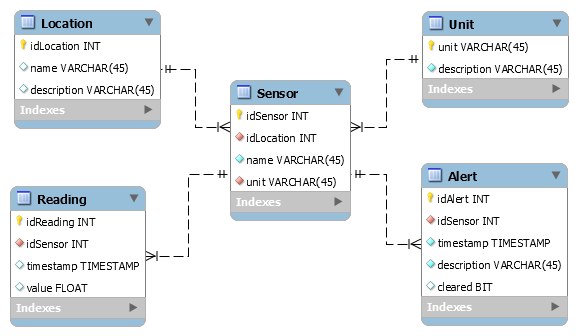 Location
idLocation INT
name VARCHAR(45)
description VARCHAR(45)
Indexes
Unit
unit VARCHAR(45)
description VARCHAR(45)
Indexes
Sensor
idSensor INT
idLocation INT
name VARCHAR(45)
unit VARCHAR(45)
Indexes
Reading
idReading INT
idSensor INT
timestamp TIMESTAMP
value FLOAT
Indexes
Alert
idAlert INT
idSensor INT
timestamp TIMESTAMP
description VARCHAR(45)
cleared BIT
Indexes